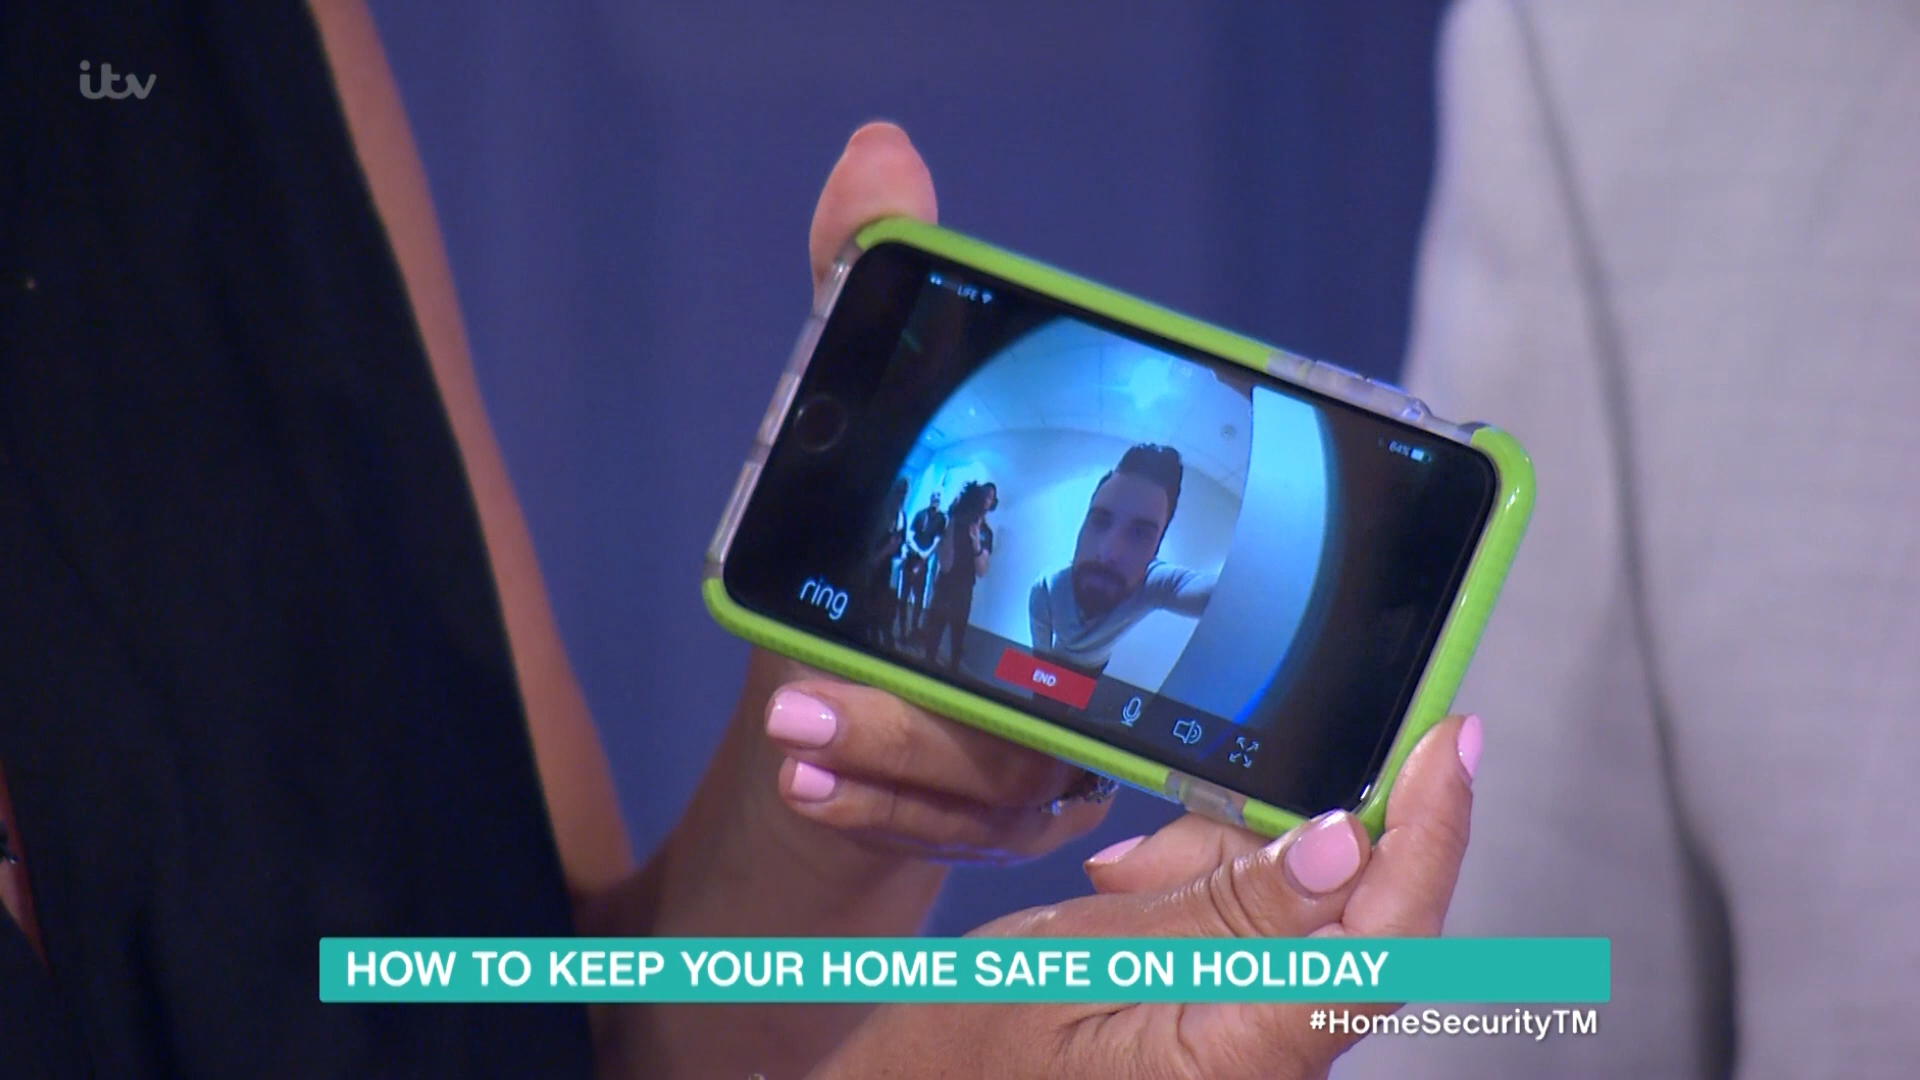 itv
LIFE
64%
ring
END
HOW TO KEEP YOUR HOME SAFE ON HOLIDAY
#HomeSecurityTM